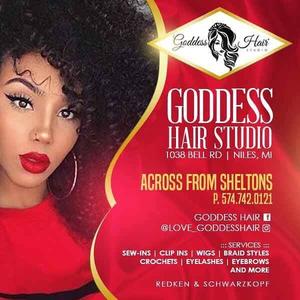 Goddess Hair
STUDIO
GODDESS
HAIR STUDIO
1038 BELL RD | NILES, MI
ACROSS FROM SHELTONS
P. 574.742.0121
GODDESS HAIR
@LOVE_GODDESSHAIR
::: SERVICES :::
SEW-INS | CLIP INS | WIGS | BRAID STYLES
CROCHETS | EYELASHES | EYEBROWS
AND MORE
REDKEN & SCHWARZKOPF